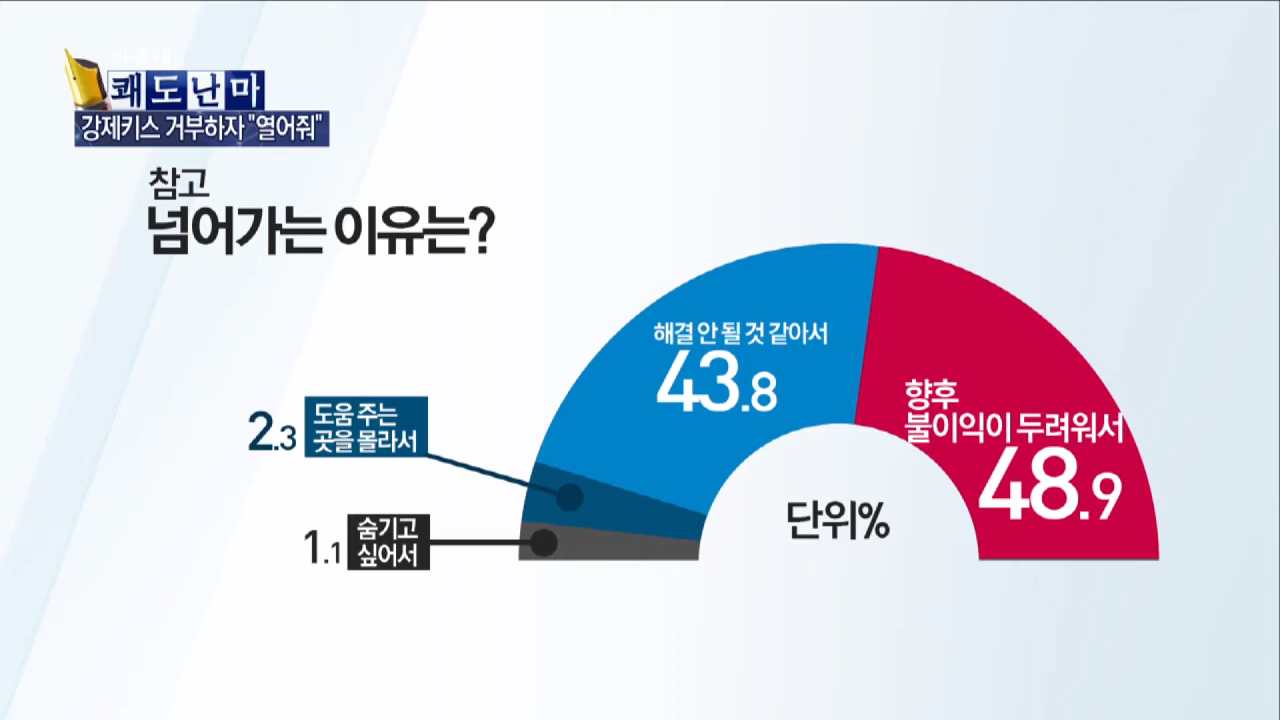 쾌도난마
강제키스 거부하자 "열어줘"
참고
넘어가는 이유는?
해결 안 될 것 같아서
43.8
향후
불이익이 두려워서
48.9
2.3
도움 주는
곳을 몰라서
1.1
숨기고
싶어서
단위%